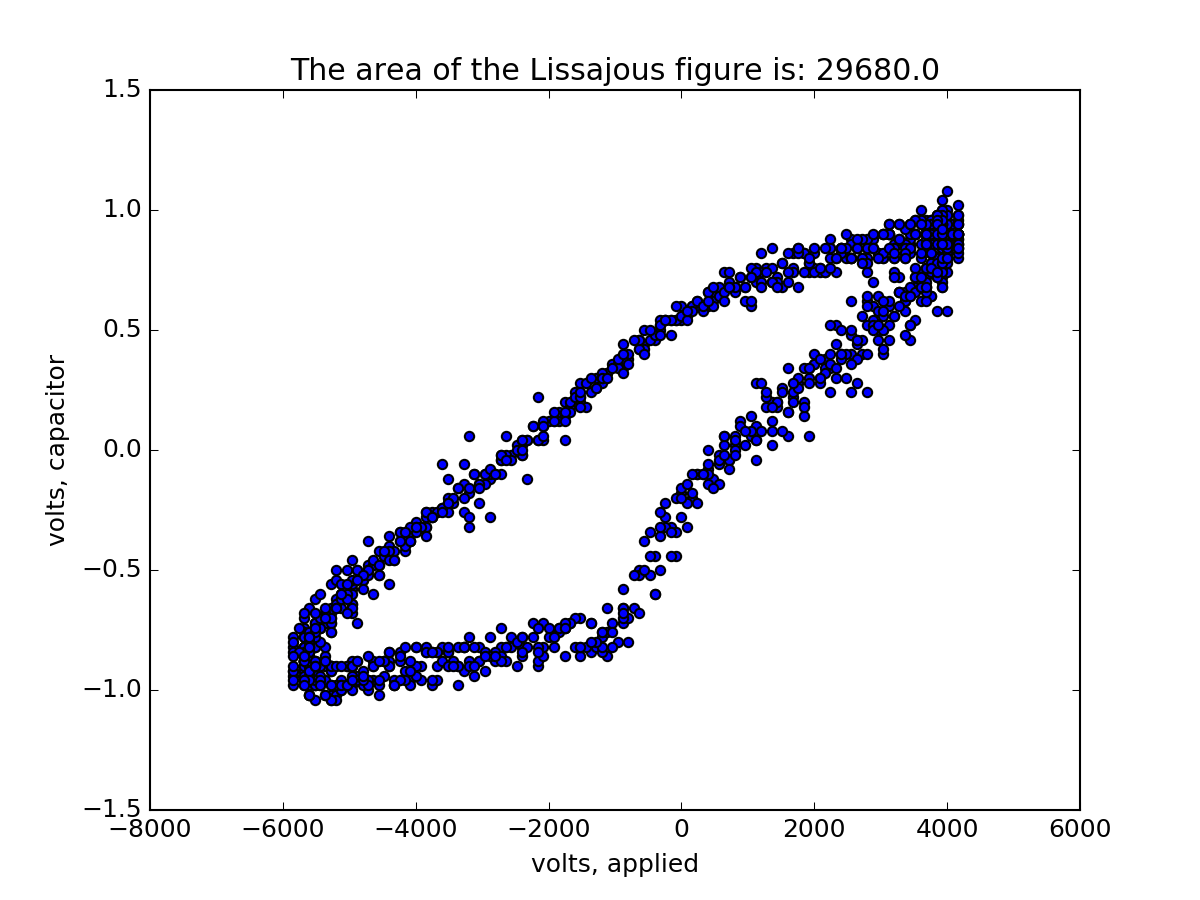 The area of the Lissajous figure is: 29680.0
1.5
1.0
0.5
0.0
−0.5
−1.0
−1.5
volts, capacitor
−8000 −6000 −4000 −2000 0 2000 4000 6000
volts, applied